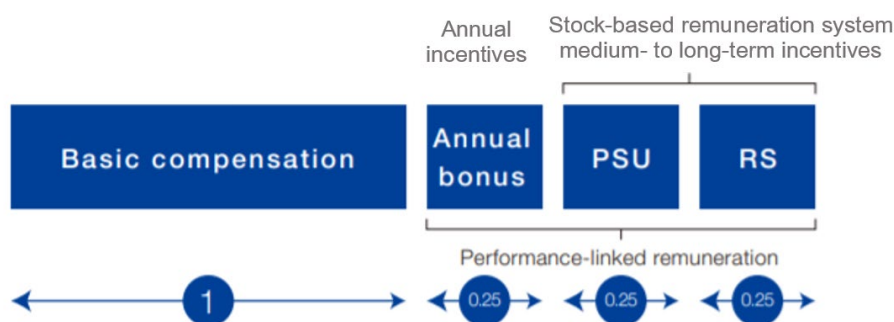 Annual
incentives
Stock-based remuneration system
medium- to long-term incentives
Basic compensation
Annual
bonus
PSU
RS
Performance-linked remuneration
1
0.25
0.25
0.25